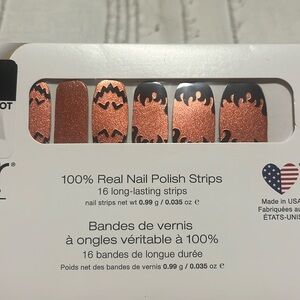 OT
r
100% Real Nail Polish Strips
16 long-lasting strips
nail strips net wt 0.99 g / 0.035 oz e
Made in USA
Fabriquées au
ÉTATS-UNIS
Bandes de vernis
à ongles véritable à 100%
16 bandes de longue durée
Poids net des bandes de vernis 0.99 g / 0.035 oz e